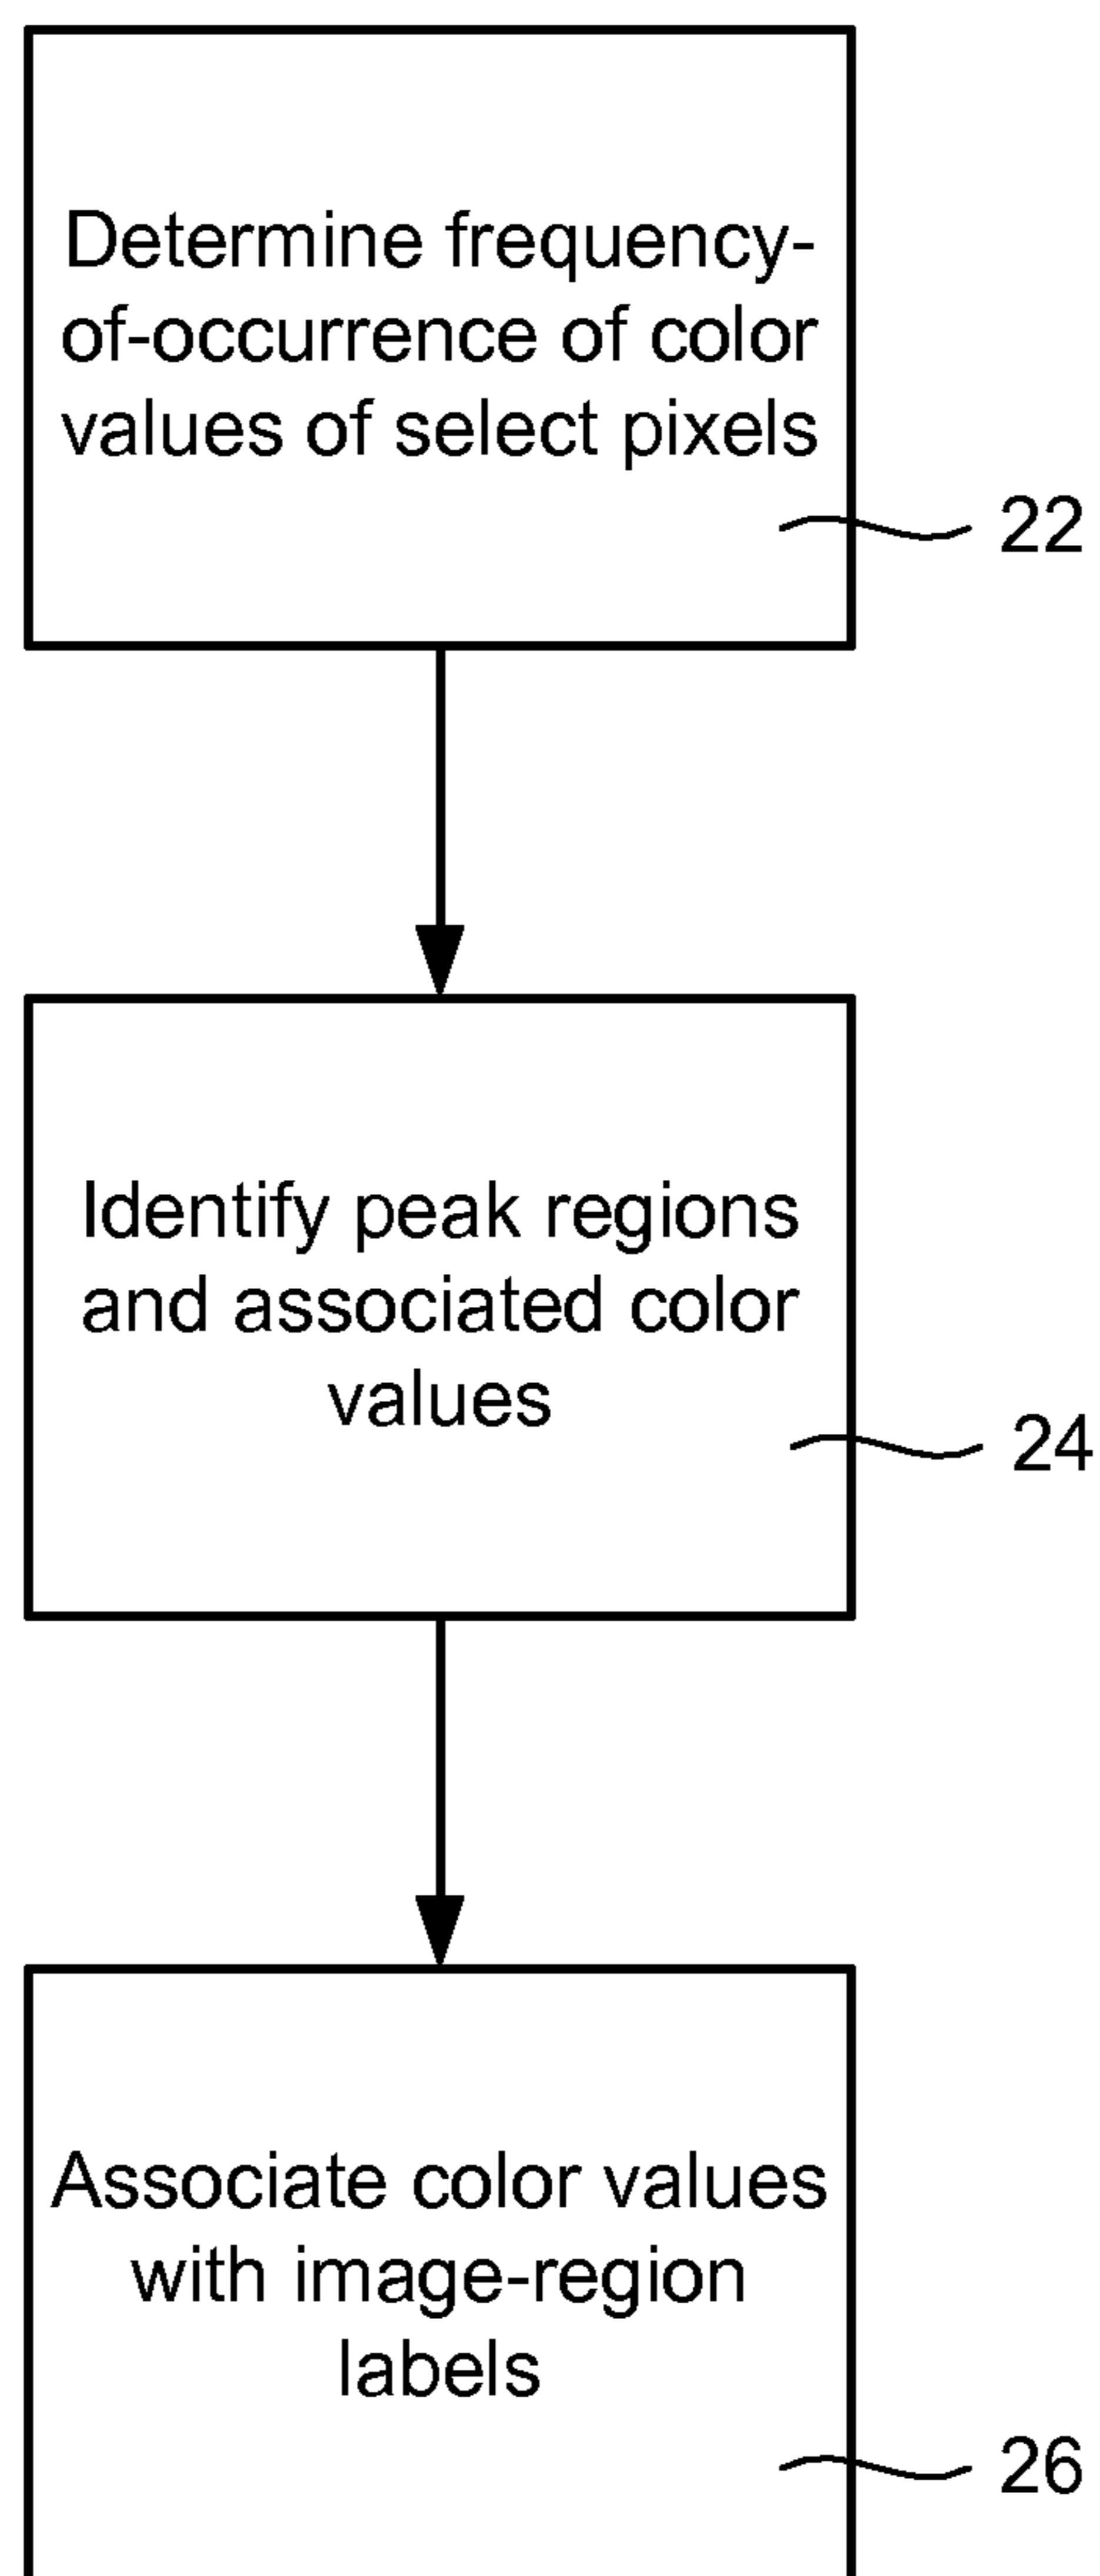 Determine frequency-
of-occurrence of color
values of select pixels
22
Identify peak regions
and associated color
values
24
Associate color values
with image-region
labels
26